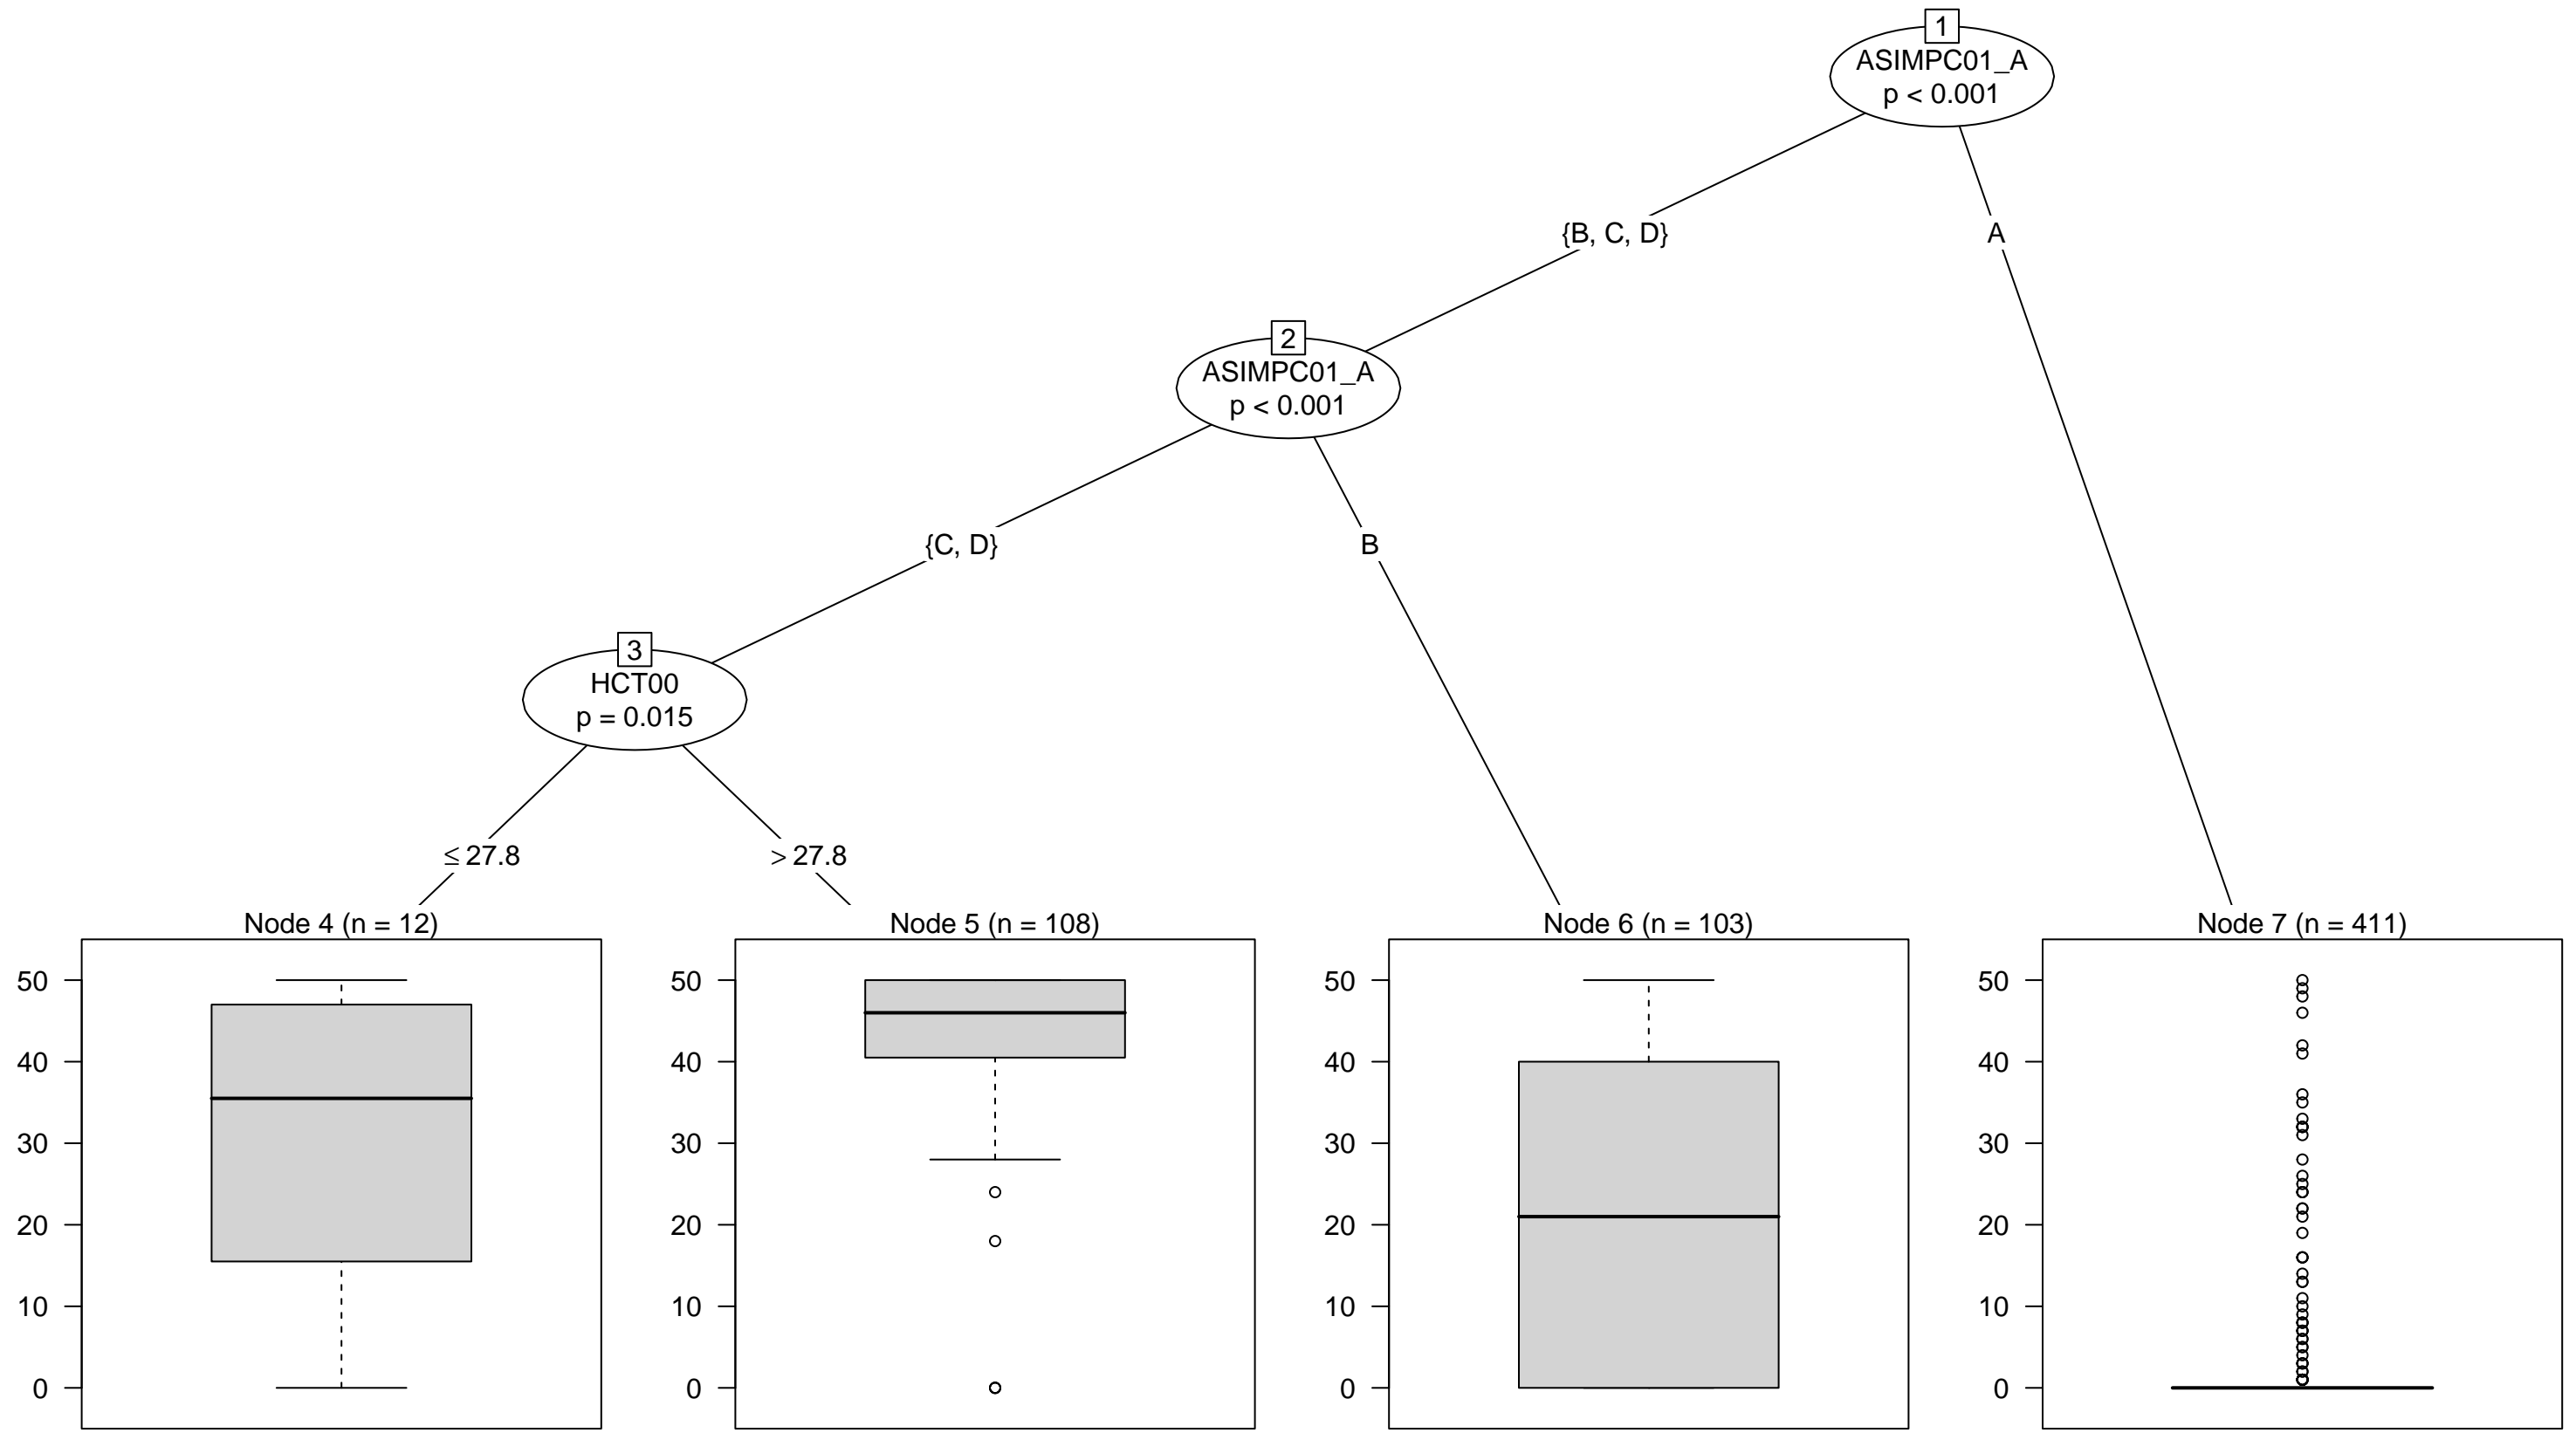 1
ASIMPC01_A
p < 0.001
{B, C, D}
A
2
ASIMPC01_A
p < 0.001
{C, D}
B
3
HCT00
p = 0.015
≤ 27.8
> 27.8
Node 4 (n = 12)
50
40
30
20
10
0
Node 5 (n = 108)
50
40
30
20
10
0
Node 6 (n = 103)
50
40
30
20
10
0
Node 7 (n = 411)
50
40
30
20
10
0